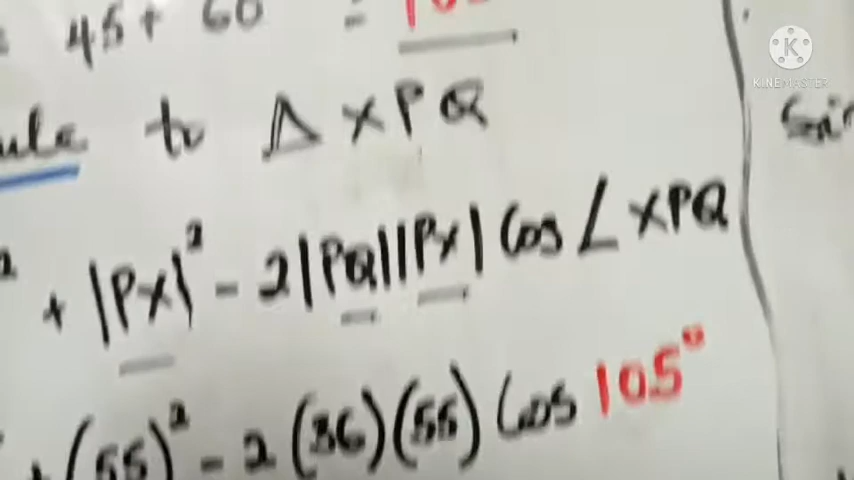 45+ 60 = 105
to Δ XPQ
+ |PX|² - 2|PQ||PX| Cos ∠ XPQ
+ (55)² - 2 (36)(55) Cos 105°
K
KINEMASTER